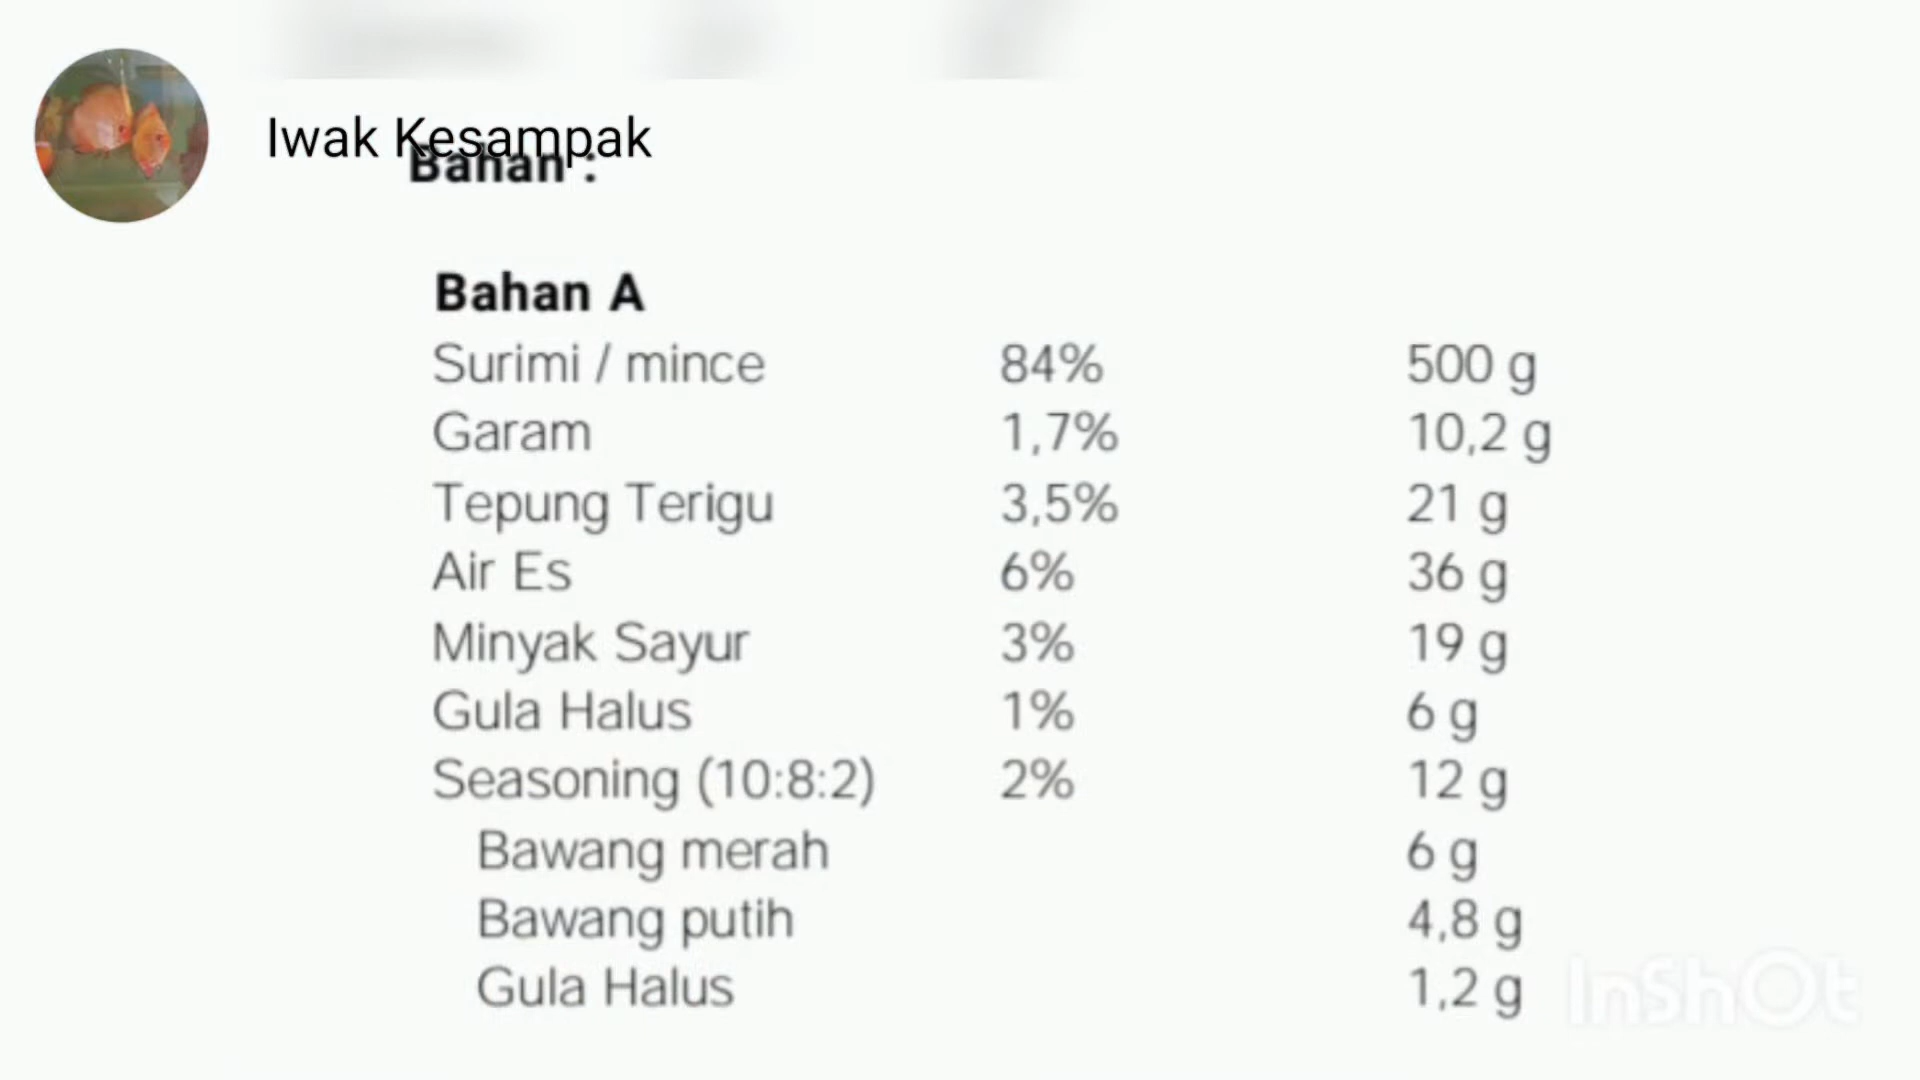 Iwak Kesampak
Bahan :
Bahan A
Surimi / mince 84% 500 g
Garam 1,7% 10,2 g
Tepung Terigu 3,5% 21 g
Air Es 6% 36 g
Minyak Sayur 3% 19 g
Gula Halus 1% 6 g
Seasoning (10:8:2) 2% 12 g
Bawang merah 6 g
Bawang putih 4,8 g
Gula Halus 1,2 g
InShOt